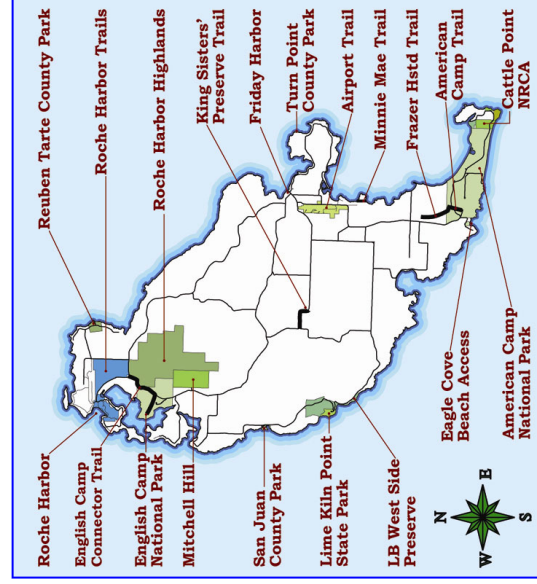 Reuben Tarte County Park
Roche Harbor Trails
Roche Harbor Highlands
King Sisters'
Preserve Trail
Friday Harbor
Turn Point
County Park
Airport Trail
Minnie Mae Trail
Frazer Hstd Trail
American
Camp Trail
Cattle Point
NRCA
Roche Harbor
English Camp
Connector Trail
English Camp
National Park
Mitchell Hill
San Juan
County Park
Lime Kiln Point
State Park
LB West Side
Preserve
Eagle Cove
Beach Access
American Camp
National Park
N
W
E
S